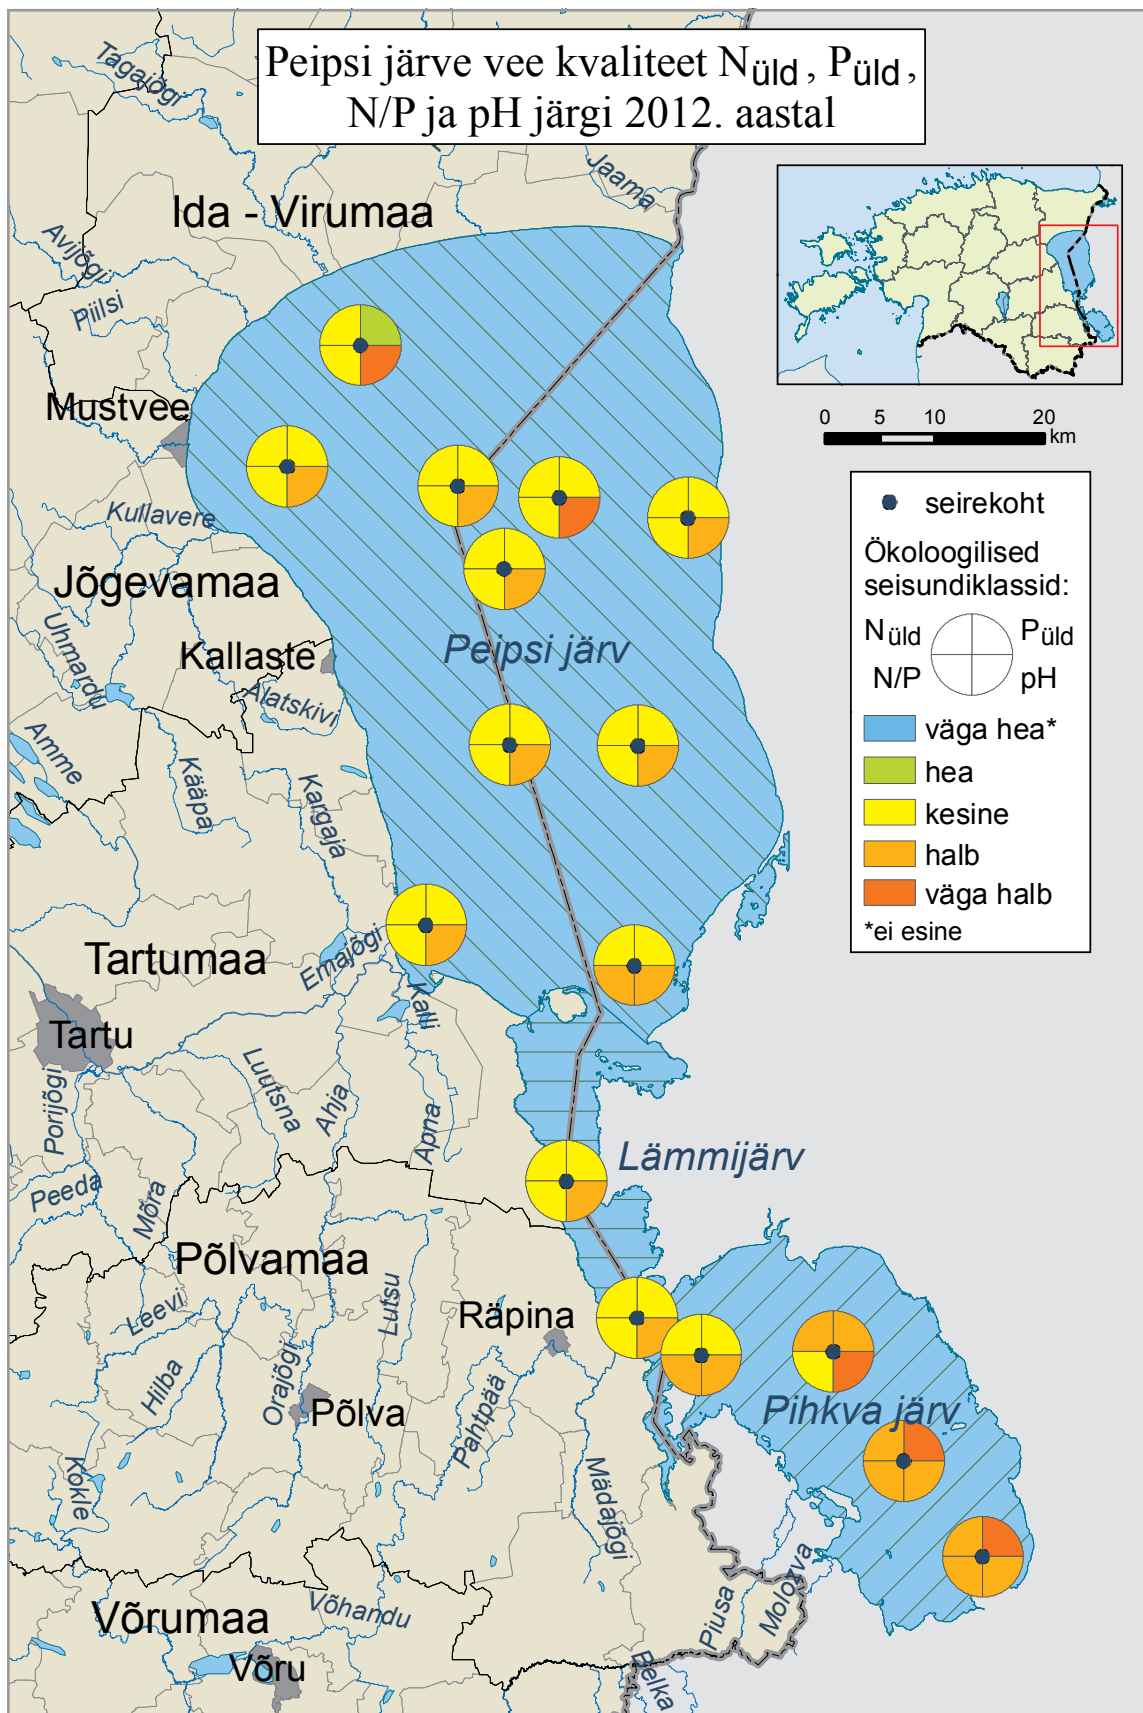 Peipsi järve vee kvaliteet Nüld, Püld,
N/P ja pH järgi 2012. aastal
Tagajõgi
Jaama
Ida - Virumaa
Avijõgi
Piilsi
Mustvee
Kullavere
Jõgevamaa
Uhmardu
Kallaste
Alatskivi
Peipsi järv
Amme
Kääpa
Kargaja
Tartumaa
Emajõgi
Kalli
Tartu
Porijõgi
Luutsna
Ahja
Apna
Lämmijärv
Peeda
Mõra
Põlvamaa
Leevi
Lutsu
Räpina
Hilba
Orajõgi
Põlva
Pahtpää
Pihkva järv
Kokle
Mädajõgi
Võrumaa
Võhandu
Piusa
Molozva
Võru
Belka
0 5 10 20
km
seirekoht
Ökoloogilised
seisundiklassid:
Nüld Püld
N/P pH
väga hea*
hea
kesine
halb
väga halb
*ei esine